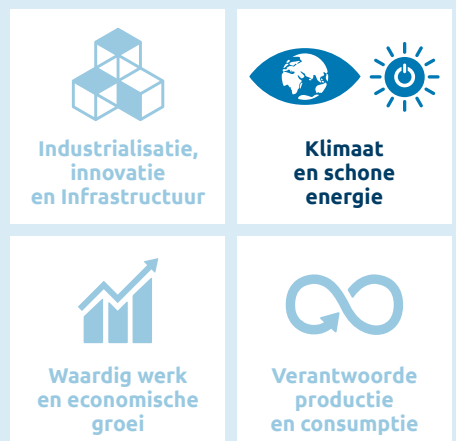 Industrialisatie,
innovatie
en Infrastructuur
Klimaat
en schone
energie
Waardig werk
en economische
groei
Verantwoorde
productie
en consumptie